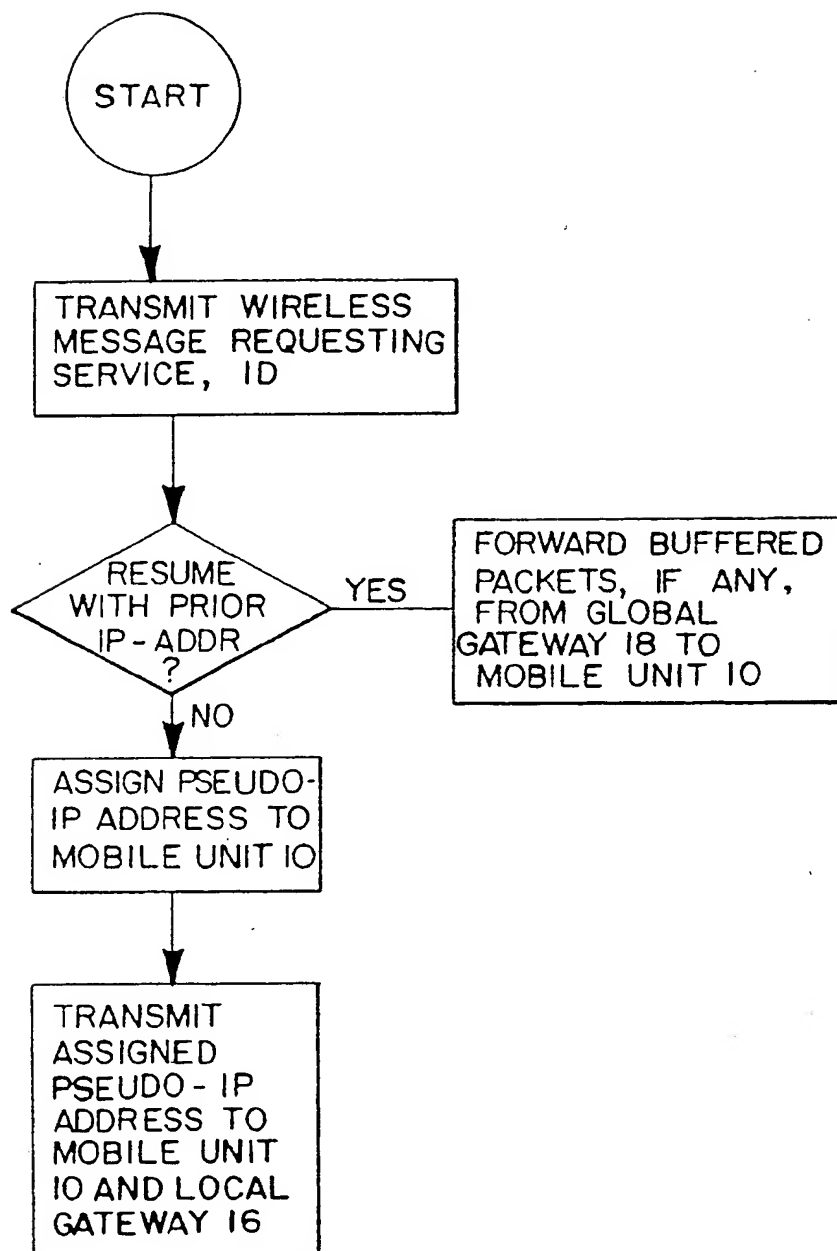 START
TRANSMIT WIRELESS
MESSAGE REQUESTING
SERVICE, ID
RESUME
WITH PRIOR
IP-ADDR
?
YES
FORWARD BUFFERED
PACKETS, IF ANY,
FROM GLOBAL
GATEWAY 18 TO
MOBILE UNIT 10
NO
ASSIGN PSEUDO-
IP ADDRESS TO
MOBILE UNIT 10
TRANSMIT
ASSIGNED
PSEUDO-IP
ADDRESS TO
MOBILE UNIT
10 AND LOCAL
GATEWAY 16